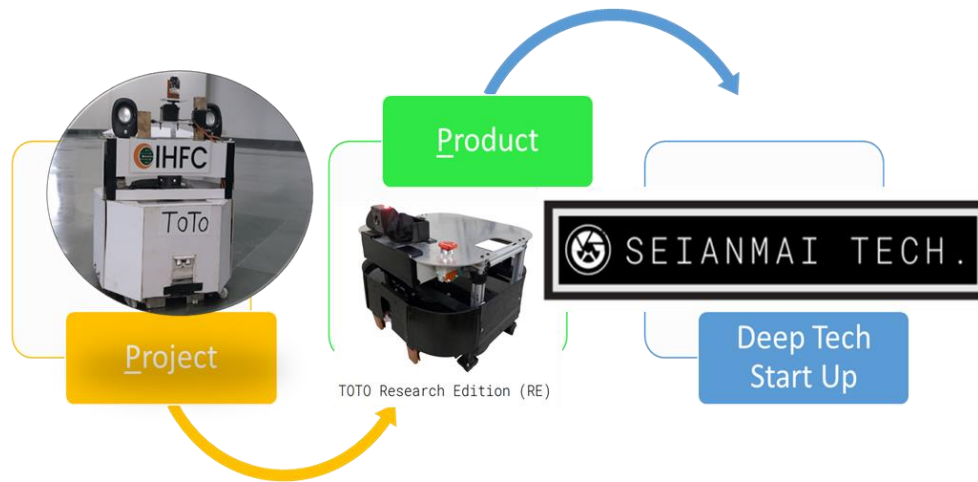 IHFC
ToTo
Project
Product
TOTO Research Edition (RE)
SEIANMAI TECH.
Deep Tech
Start Up